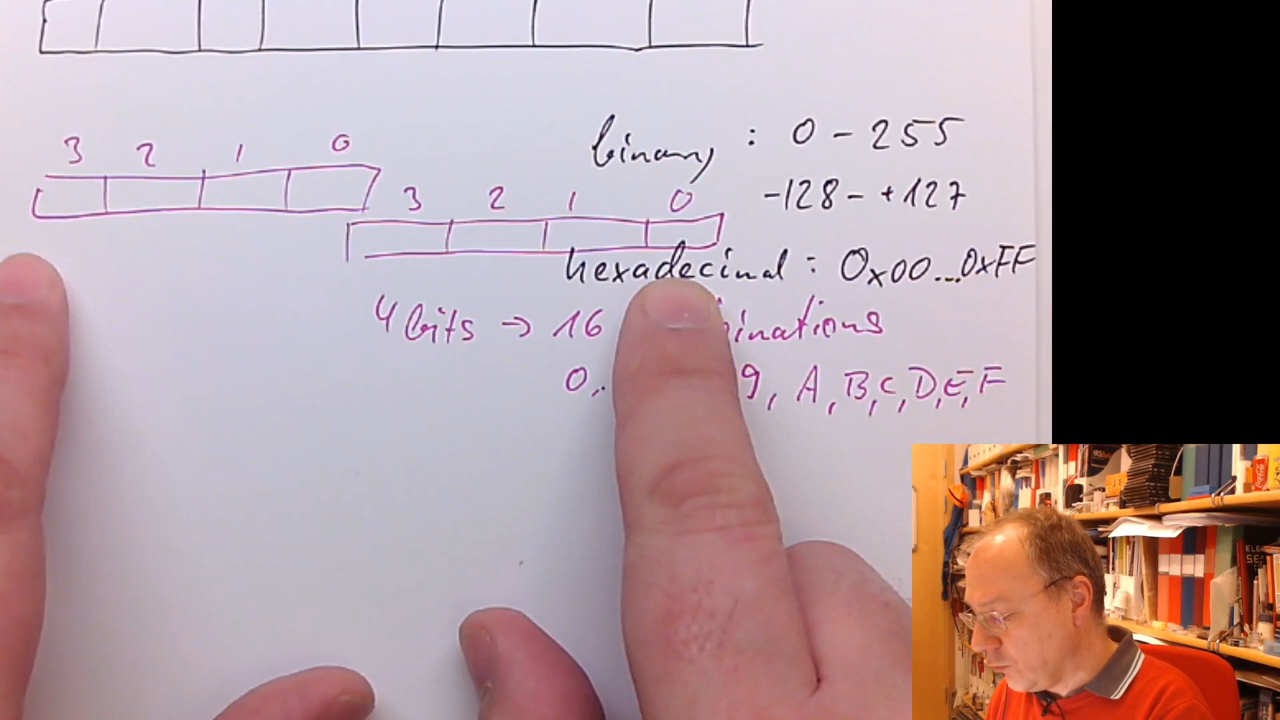 3 2 1 0
binary : 0 - 255
-128 - +127
3 2 1 0
hexadecimal : 0x00...0xFF
4 bits → 16
0, 9, A, B, C, D, E, F